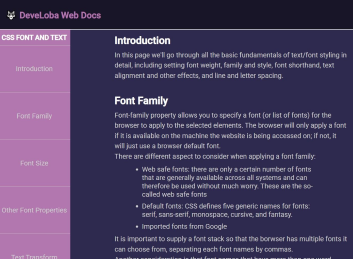 DeveLoba Web Docs
CSS FONT AND TEXT
Introduction
Font Family
Font Size
Other Font Properties
Text Transform
Introduction
In this page we'll go through all the basic fundamentals of text/font styling in
detail, including setting font weight, family and style, font shorthand, text
alignment and other effects, and line and letter spacing.
Font Family
Font-family property allows you to specify a font (or list of fonts) for the
browser to apply to the selected elements. The browser will only apply a font
if it is available on the machine the website is being accessed on; if not, it
will just use a browser default font.
There are different aspect to consider when applying a font family:
Web safe fonts: there are only a certain number of fonts
that are generally available across all systems and can
therefore be used without much worry. These are the so-
called web safe fonts
Default fonts: CSS defines five generic names for fonts:
serif, sans-serif, monospace, cursive, and fantasy.
Imported fonts from Google
It is important to supply a font stack so that the borwser has multiple fonts it
can choose from, separating each font names by commas.